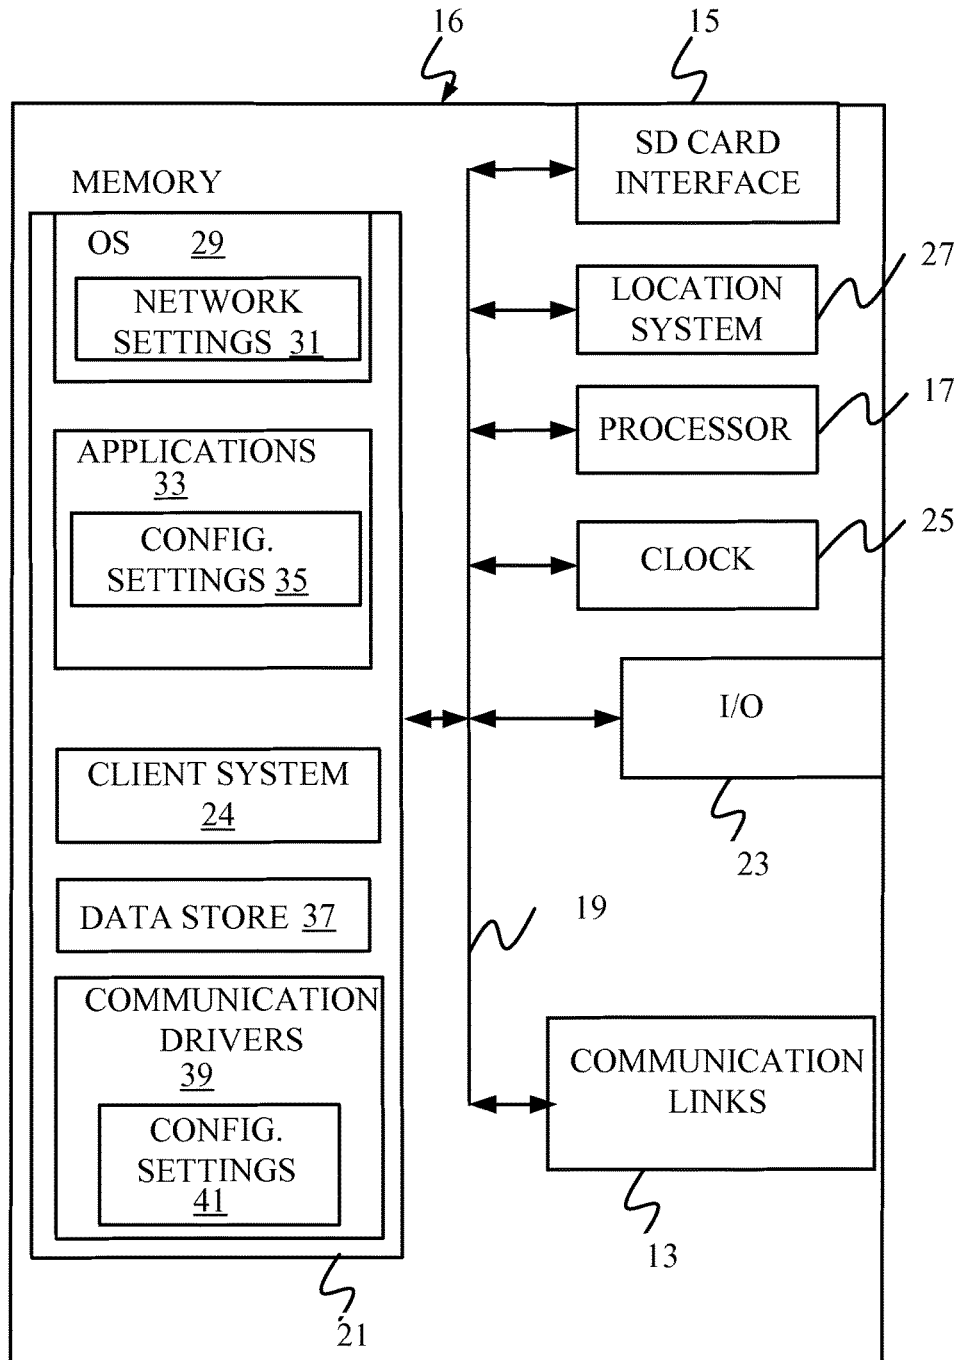 16
15
SD CARD
INTERFACE
MEMORY
OS 29
NETWORK
SETTINGS 31
27
LOCATION
SYSTEM
17
PROCESSOR
APPLICATIONS
33
CONFIG.
SETTINGS 35
25
CLOCK
I/O
23
CLIENT SYSTEM
24
DATA STORE 37
19
COMMUNICATION
DRIVERS
39
CONFIG.
SETTINGS
41
COMMUNICATION
LINKS
13
21